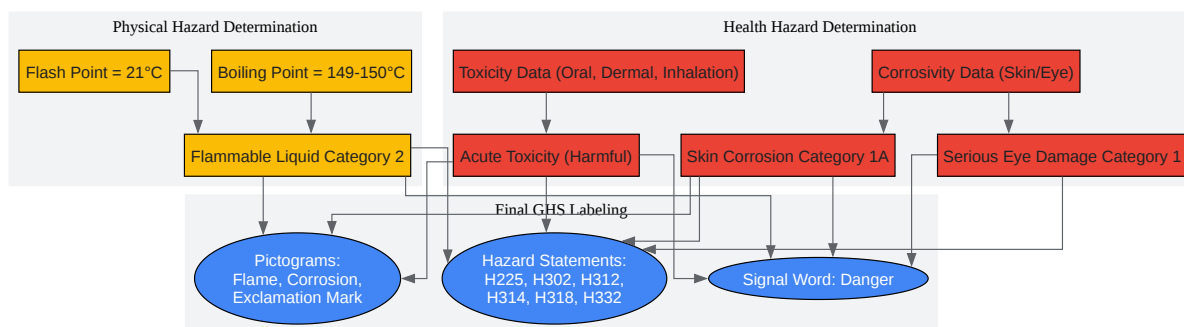 Physical Hazard Determination
Health Hazard Determination
Flash Point = 21°C
Boiling Point = 149-150°C
Toxicity Data (Oral, Dermal, Inhalation)
Corrosivity Data (Skin/Eye)
Flammable Liquid Category 2
Acute Toxicity (Harmful)
Skin Corrosion Category 1A
Serious Eye Damage Category 1
Final GHS Labeling
Pictograms:
Flame, Corrosion,
Exclamation Mark
Hazard Statements:
H225, H302, H312,
H314, H318, H332
Signal Word: Danger